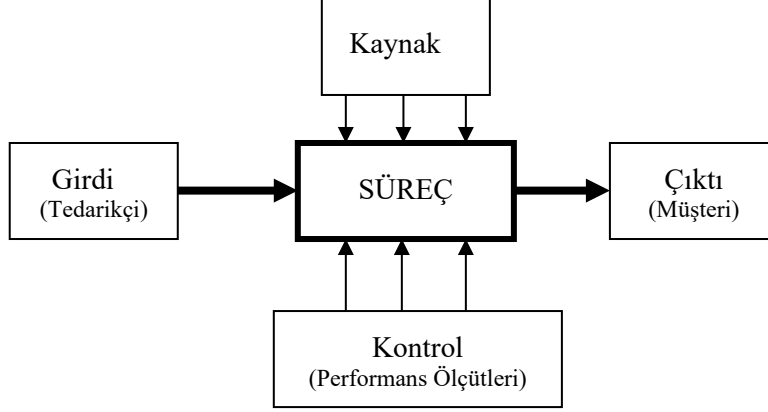 Kaynak
Girdi
(Tedarikçi)
SÜREÇ
Çıktı
(Müşteri)
Kontrol
(Performans Ölçütleri)